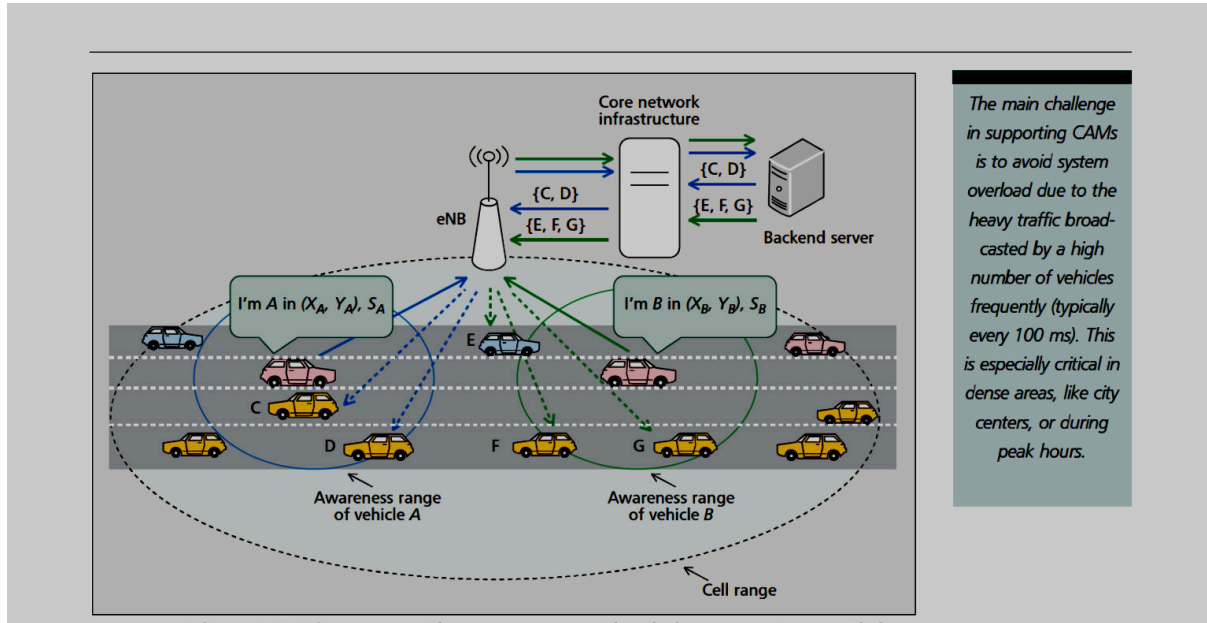 Core network
infrastructure
{C, D}
{E, F, G}
{C, D}
{E, F, G}
eNB
Backend server
I'm A in (XA, YA), SA
I'm B in (XB, YB), SB
E
C
D
F
G
Awareness range
of vehicle A
Awareness range
of vehicle B
Cell range
The main challenge
in supporting CAMs
is to avoid system
overload due to the
heavy traffic broad-
casted by a high
number of vehicles
frequently (typically
every 100 ms). This
is especially critical in
dense areas, like city
centers, or during
peak hours.